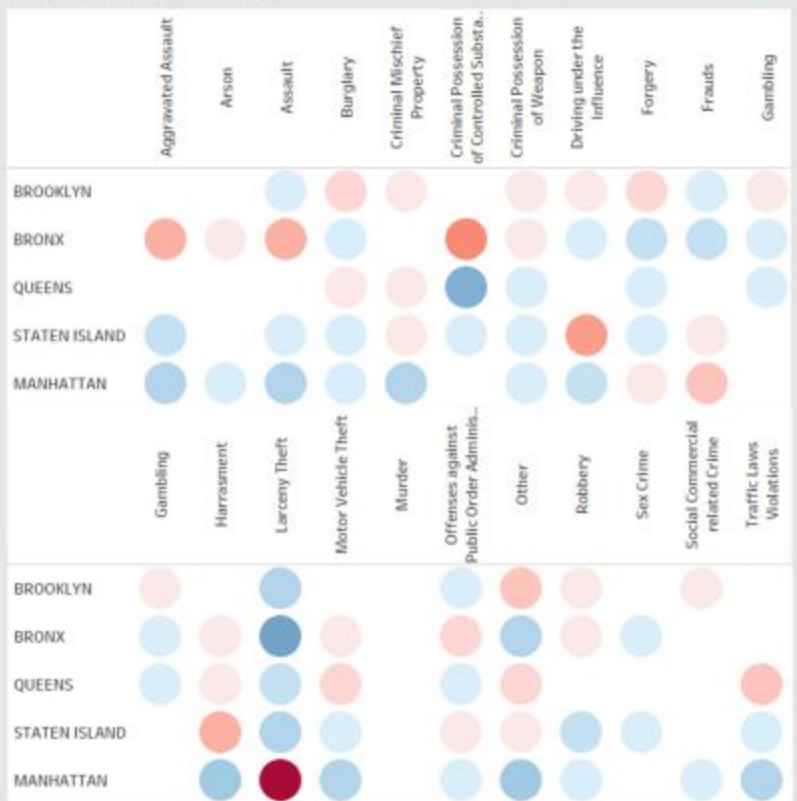 Aggravated Assault
Arson
Assault
Burglary
Criminal Mischief
Property
Criminal Possession
of Controlled Substa..
Criminal Possession
of Weapon
Driving under the
Influence
Forgery
Frauds
Gambling
BROOKLYN
BRONX
QUEENS
STATEN ISLAND
MANHATTAN
Gambling
Harrasment
Larceny Theft
Motor Vehicle Theft
Murder
Offenses against
Public Order Adminis..
Other
Robbery
Sex Crime
Social Commercial
related Crime
Traffic Laws
Violations
BROOKLYN
BRONX
QUEENS
STATEN ISLAND
MANHATTAN